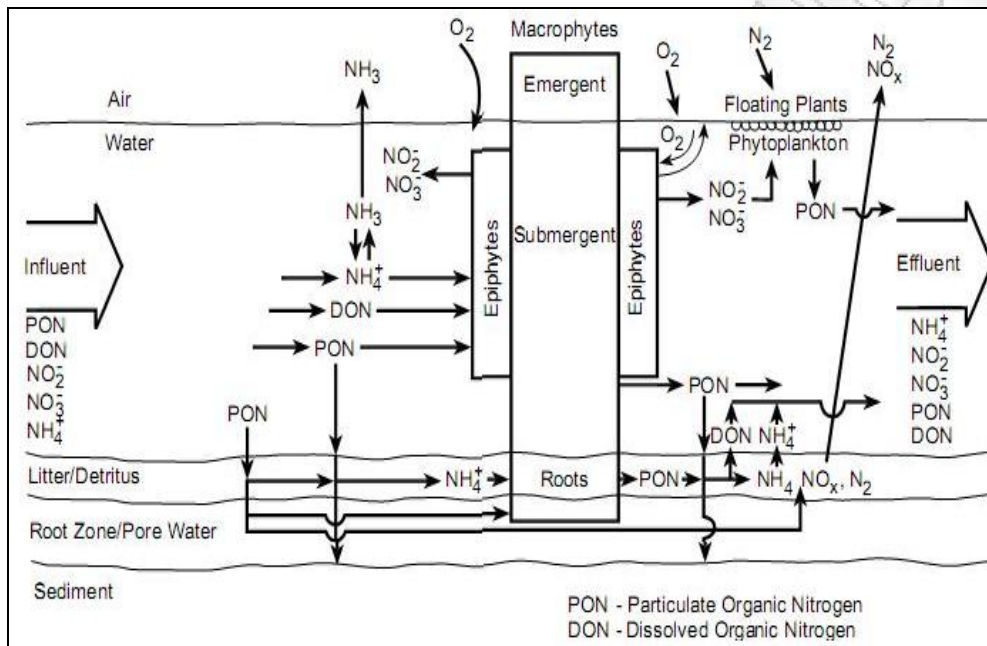 O₂
Macrophytes
N₂
N₂
NOₓ
O₂
NH₃
Emergent
Air
Floating Plants
Water
O₂
Phytoplankton
NO₂⁻
NO₃⁻
NH₃
NO₂⁻
NO₃⁻
PON
Influent
Epiphytes
Submergent
Epiphytes
Effluent
NH₄⁺
DON
PON
PON
DON
NO₂⁻
NO₃⁻
NH₄⁺
NH₄⁺
NO₂⁻
NO₃⁻
PON
DON
PON
PON
DON
NH₄⁺
Litter/Detritus
NH₄⁺
Roots
PON
NH₄
NOₓ, N₂
Root Zone/Pore Water
Sediment
PON - Particulate Organic Nitrogen
DON - Dissolved Organic Nitrogen